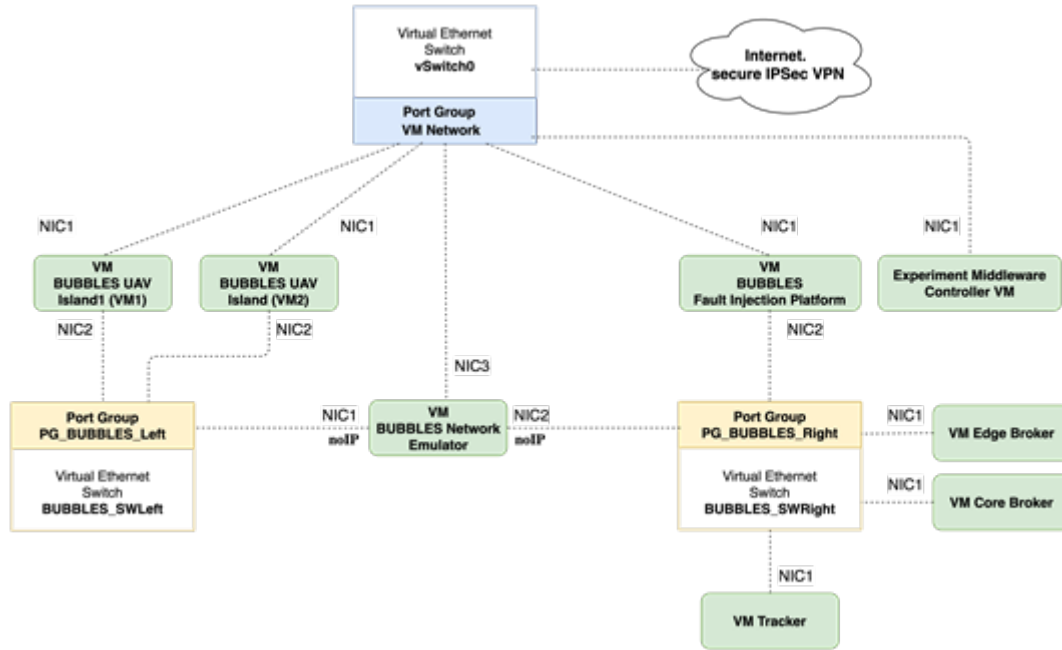 Virtual Ethernet
Switch
vSwitch0
Internet.
secure IPSec VPN
Port Group
VM Network
NIC1
NIC1
NIC1
NIC1
VM
BUBBLES UAV
Island1 (VM1)
VM
BUBBLES UAV
Island (VM2)
VM
BUBBLES
Fault Injection Platform
Experiment Middleware
Controller VM
NIC2
NIC2
NIC2
NIC3
Port Group
PG_BUBBLES_Left
NIC1
noIP
VM
BUBBLES Network
Emulator
NIC2
noIP
Port Group
PG_BUBBLES_Right
NIC1
VM Edge Broker
Virtual Ethernet
Switch
BUBBLES_SWLeft
Virtual Ethernet
Switch
BUBBLES_SWRight
NIC1
VM Core Broker
NIC1
VM Tracker